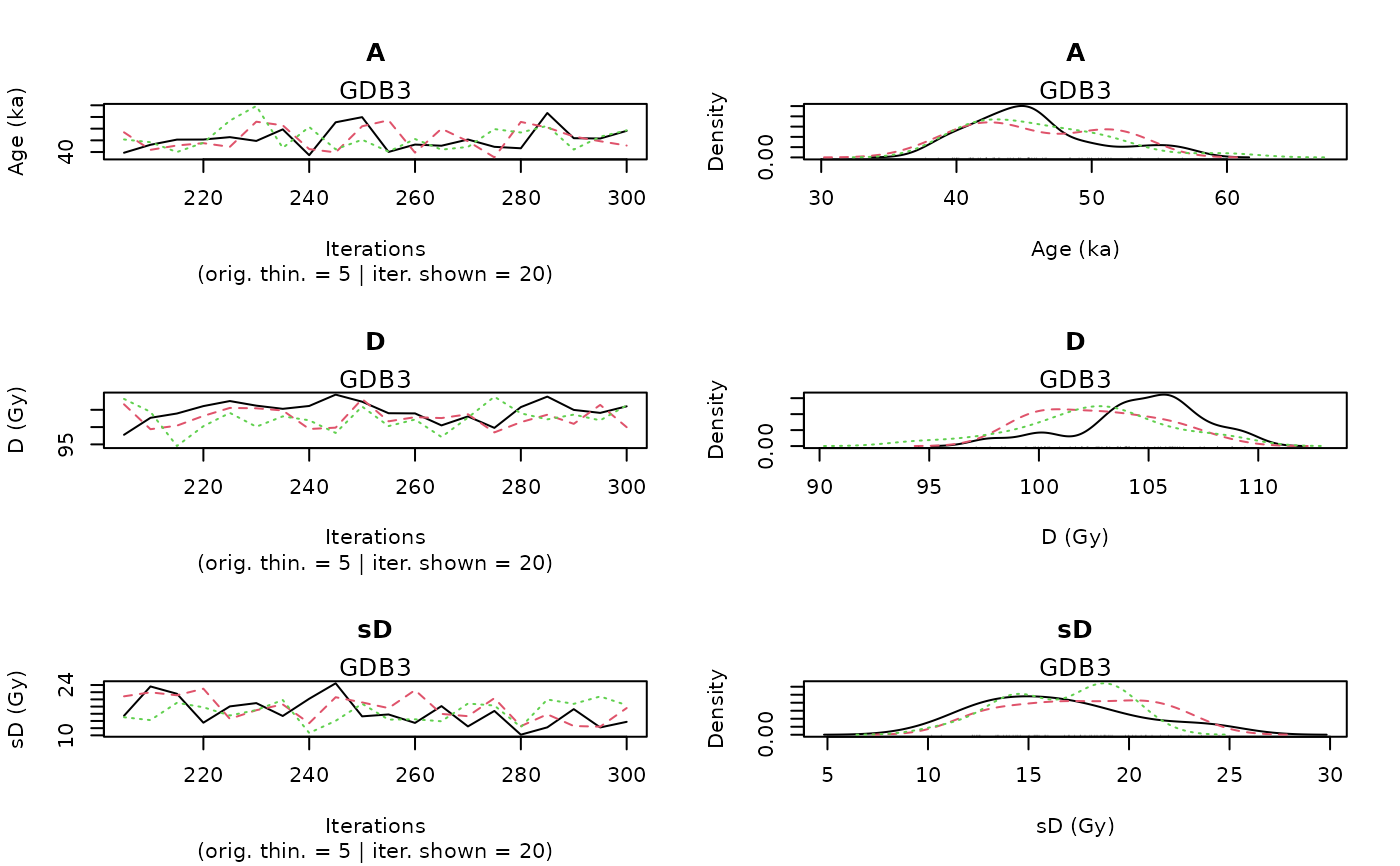 A
GDB3
Age (ka)
40
220 240 260 280 300
Iterations
(orig. thin. = 5 | iter. shown = 20)
A
GDB3
Density
0.00
30 40 50 60
Age (ka)
D
GDB3
D (Gy)
95
220 240 260 280 300
Iterations
(orig. thin. = 5 | iter. shown = 20)
D
GDB3
Density
0.00
90 95 100 105 110
D (Gy)
sD
GDB3
sD (Gy)
24
10
220 240 260 280 300
Iterations
(orig. thin. = 5 | iter. shown = 20)
sD
GDB3
Density
0.00
5 10 15 20 25 30
sD (Gy)